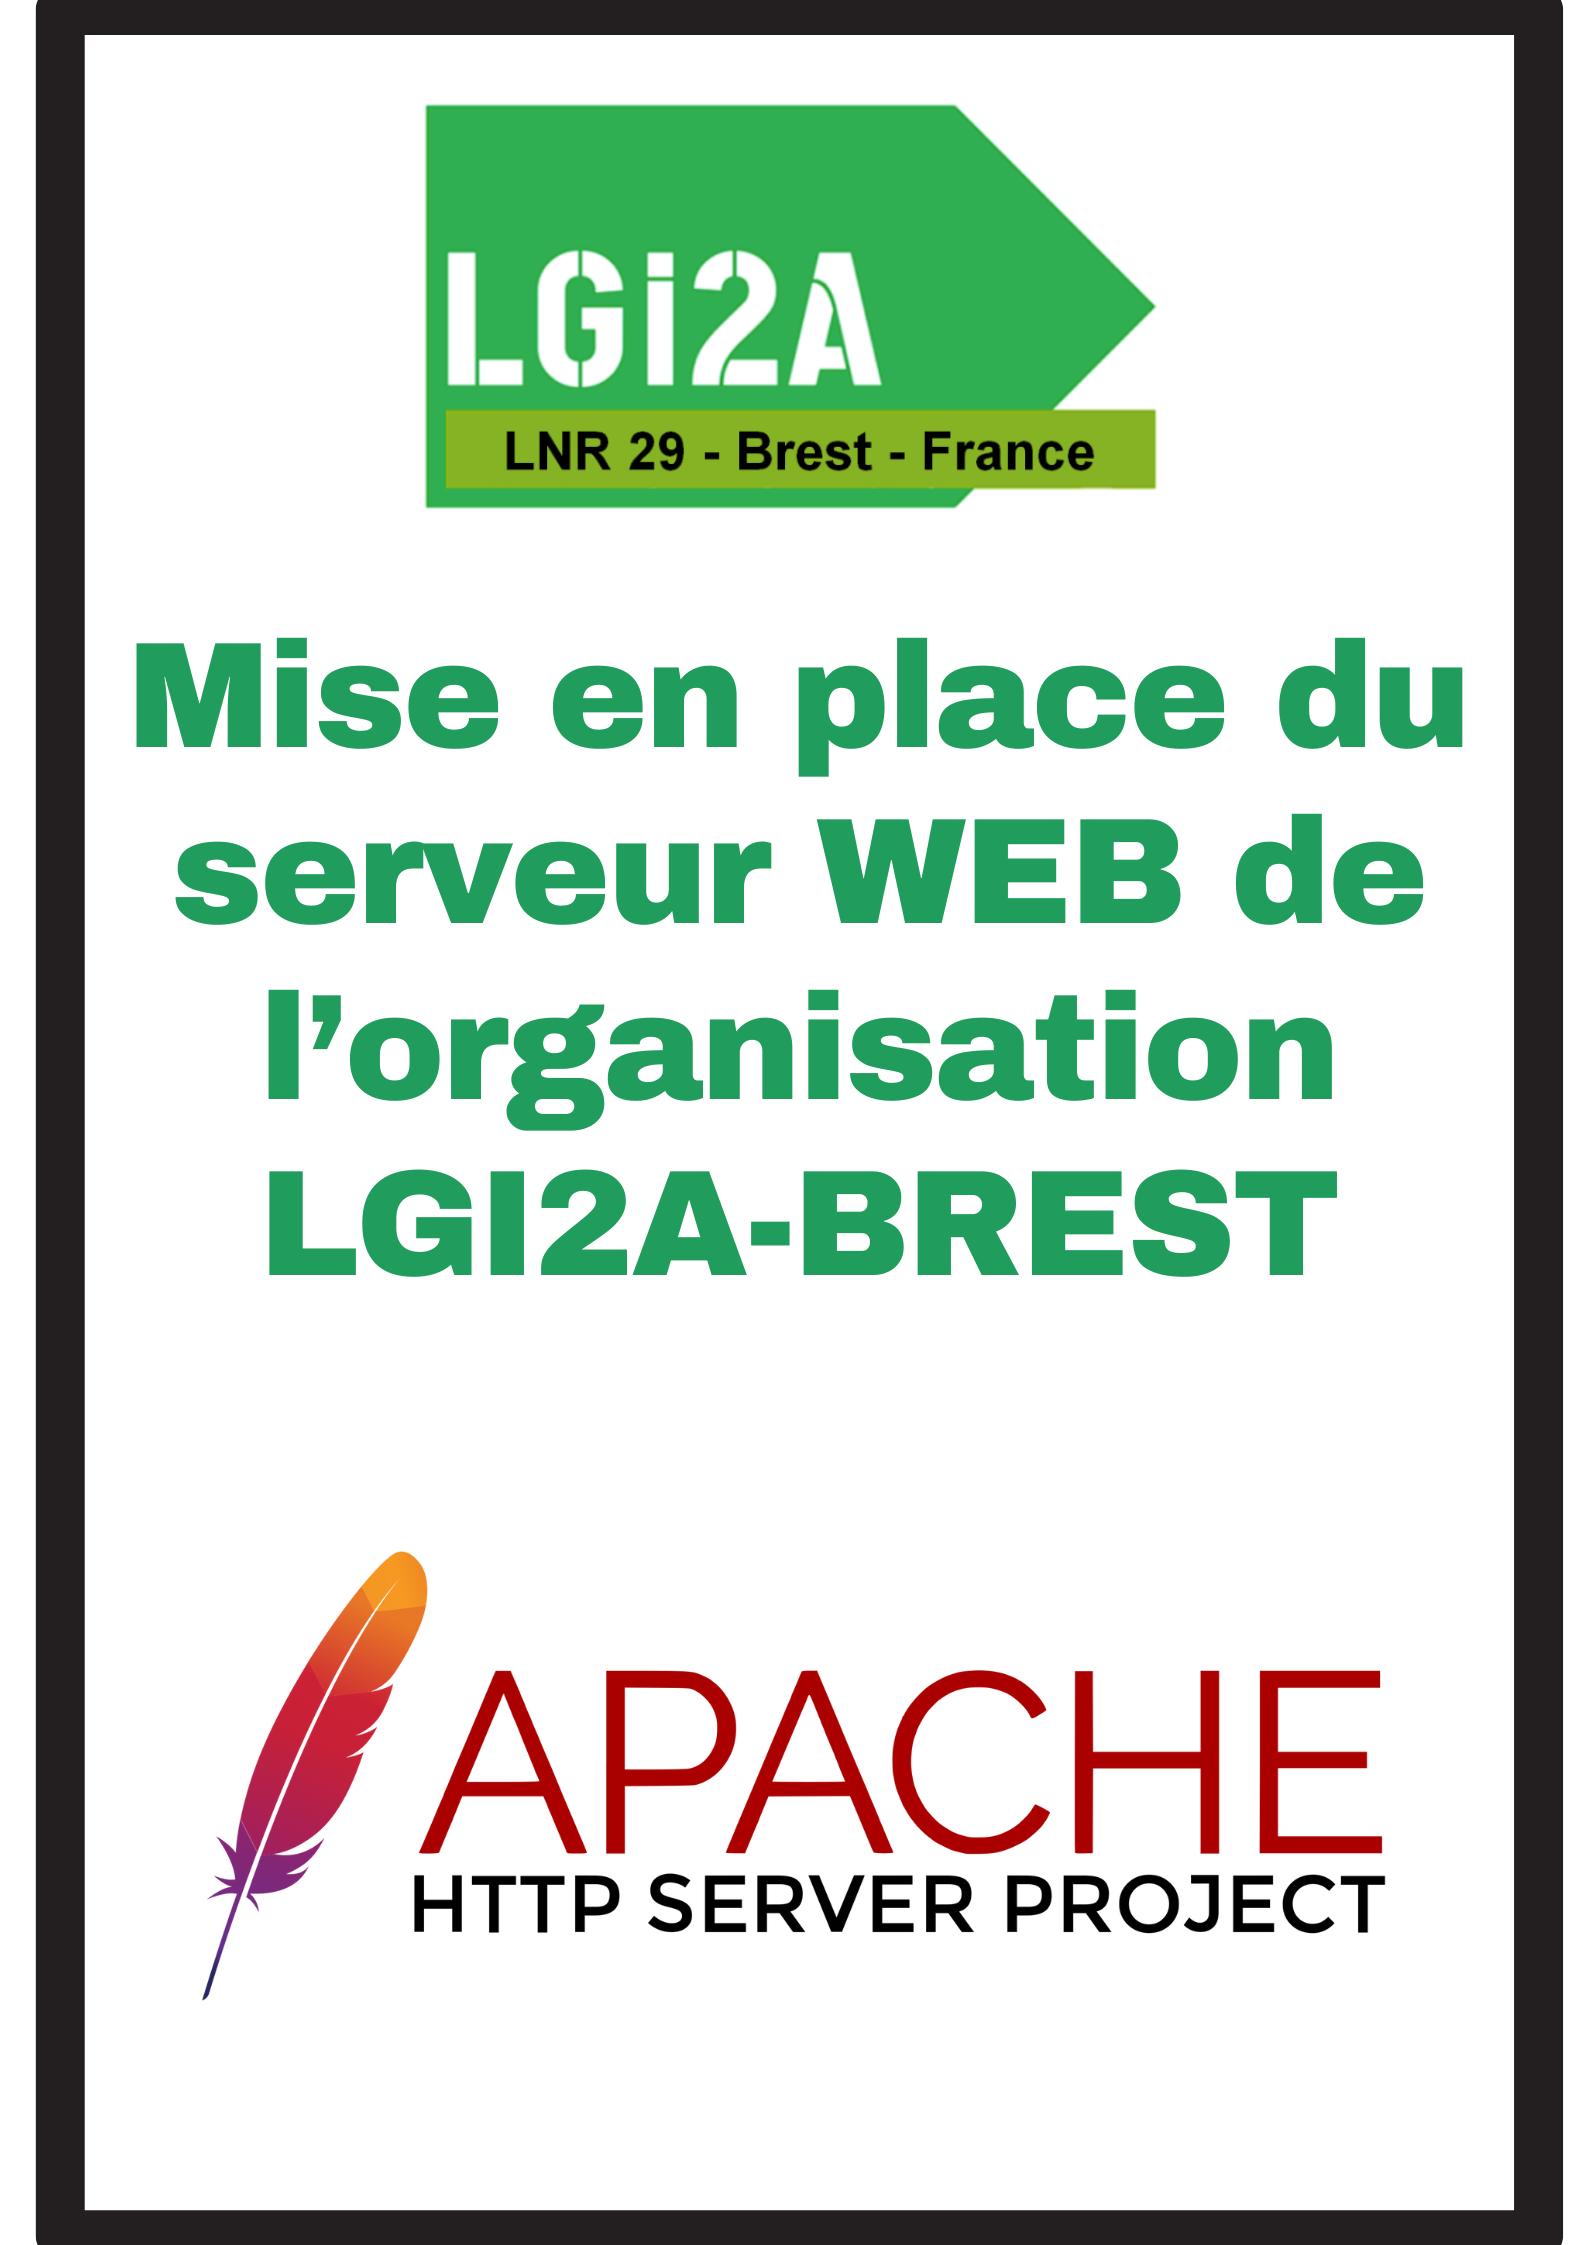 LGi2A
LNR 29 - Brest - France
Mise en place du
serveur WEB de
l’organisation
LGI2A-BREST
APACHE
HTTP SERVER PROJECT